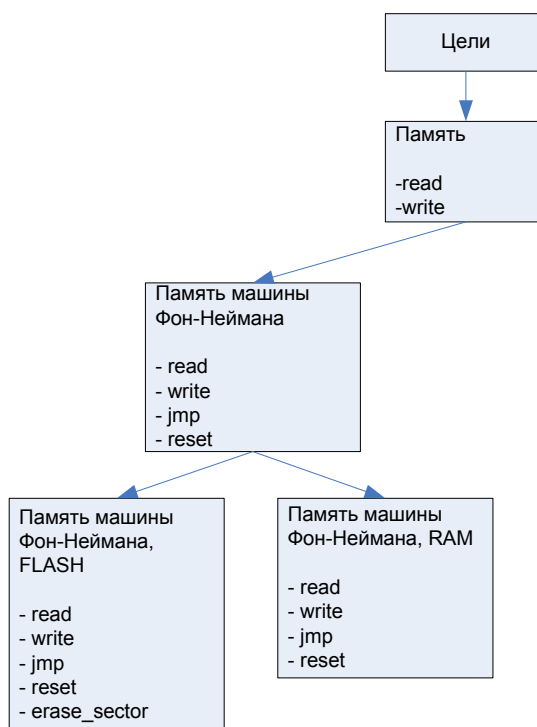 Цели
Память
-read
-write
Память машины
Фон-Неймана
- read
- write
- jmp
- reset
Память машины
Фон-Неймана,
FLASH
- read
- write
- jmp
- reset
- erase_sector
Память машины
Фон-Неймана, RAM
- read
- write
- jmp
- reset